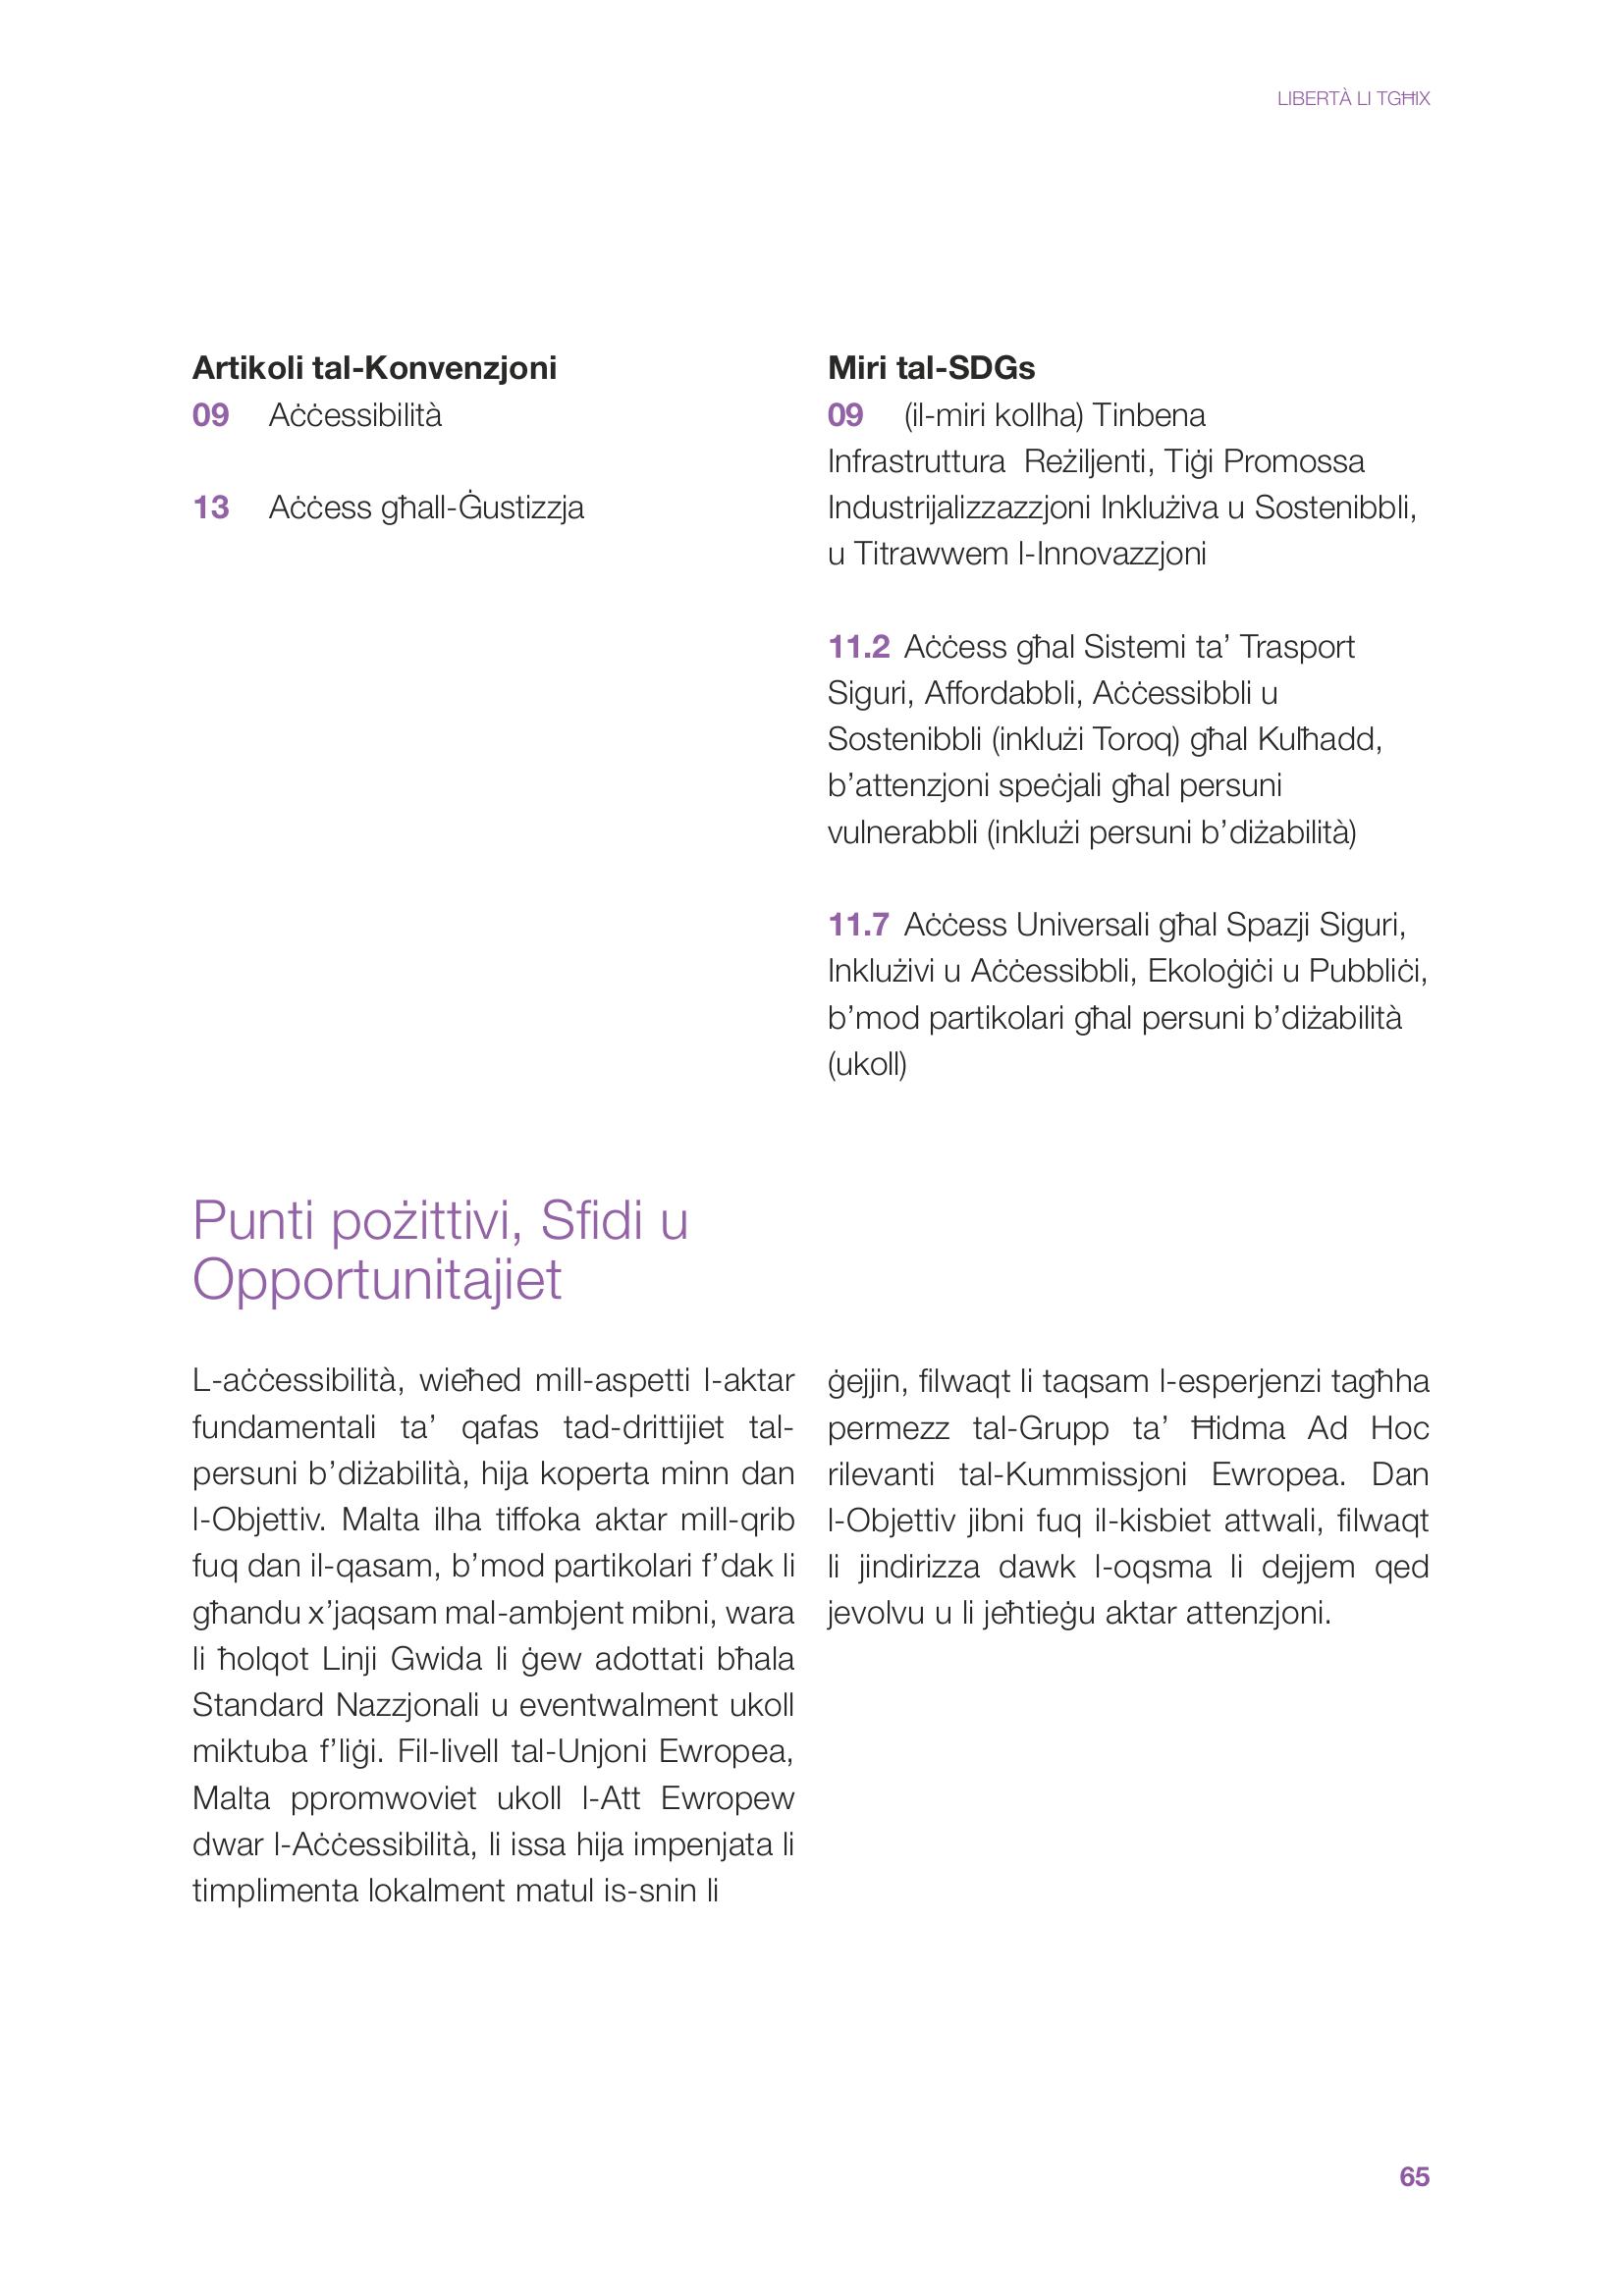 LIBERTÀ LI TGĦIX
Artikoli tal-Konvenzjoni
09 Aċċessibilità
13 Aċċess għall-Ġustizzja
Miri tal-SDGs
09 (il-miri kollha) Tinbena
Infrastruttura Reżiljenti, Tiġi Promossa
Industrijalizzazzjoni Inklużiva u Sostenibbli,
u Titrawwem l-Innovazzjoni
11.2 Aċċess għal Sistemi ta’ Trasport
Siguri, Affordabbli, Aċċessibbli u
Sostenibbli (inklużi Toroq) għal Kulħadd,
b’attenzjoni speċjali għal persuni
vulnerabbli (inklużi persuni b’diżabilità)
11.7 Aċċess Universali għal Spazji Siguri,
Inklużivi u Aċċessibbli, Ekoloġiċi u Pubbliċi,
b’mod partikolari għal persuni b’diżabilità
(ukoll)
Punti pożittivi, Sfidi u
Opportunitajiet
L-aċċessibilità, wieħed mill-aspetti l-aktar
fundamentali ta’ qafas tad-drittijiet tal-
persuni b’diżabilità, hija koperta minn dan
l-Objettiv. Malta ilha tiffoka aktar mill-qrib
fuq dan il-qasam, b’mod partikolari f’dak li
għandu x’jaqsam mal-ambjent mibni, wara
li ħolqot Linji Gwida li ġew adottati bħala
Standard Nazzjonali u eventwalment ukoll
miktuba f’liġi. Fil-livell tal-Unjoni Ewropea,
Malta ppromwoviet ukoll l-Att Ewropew
dwar l-Aċċessibilità, li issa hija impenjata li
timplimenta lokalment matul is-snin li
ġejjin, filwaqt li taqsam l-esperjenzi tagħha
permezz tal-Grupp ta’ Ħidma Ad Hoc
rilevanti tal-Kummissjoni Ewropea. Dan
l-Objettiv jibni fuq il-kisbiet attwali, filwaqt
li jindirizza dawk l-oqsma li dejjem qed
jevolvu u li jeħtieġu aktar attenzjoni.
65